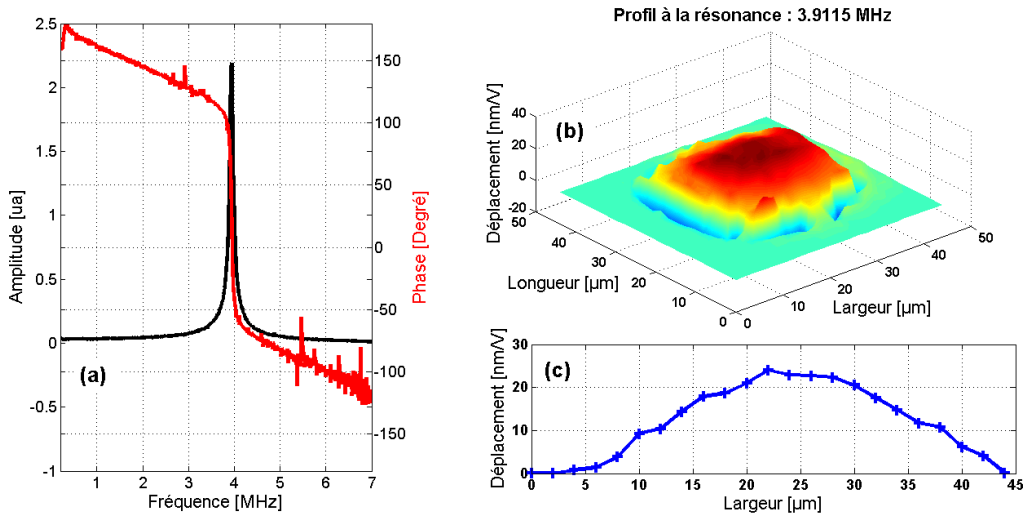 2.5
2
1.5
1
0.5
0
-0.5
-1
Amplitude [ua]
150
100
50
0
-50
-100
-150
Phase [Degré]
(a)
1 2 3 4 5 6 7
Fréquence [MHz]
Profil à la résonance : 3.9115 MHz
(b)
40
20
0
-20
Déplacement [nm/V]
50
40
30
20
10
0
Longueur [µm]
0
10
20
30
40
50
Largeur [µm]
(c)
30
20
10
0
Déplacement [nm/V]
0 5 10 15 20 25 30 35 40 45
Largeur [µm]